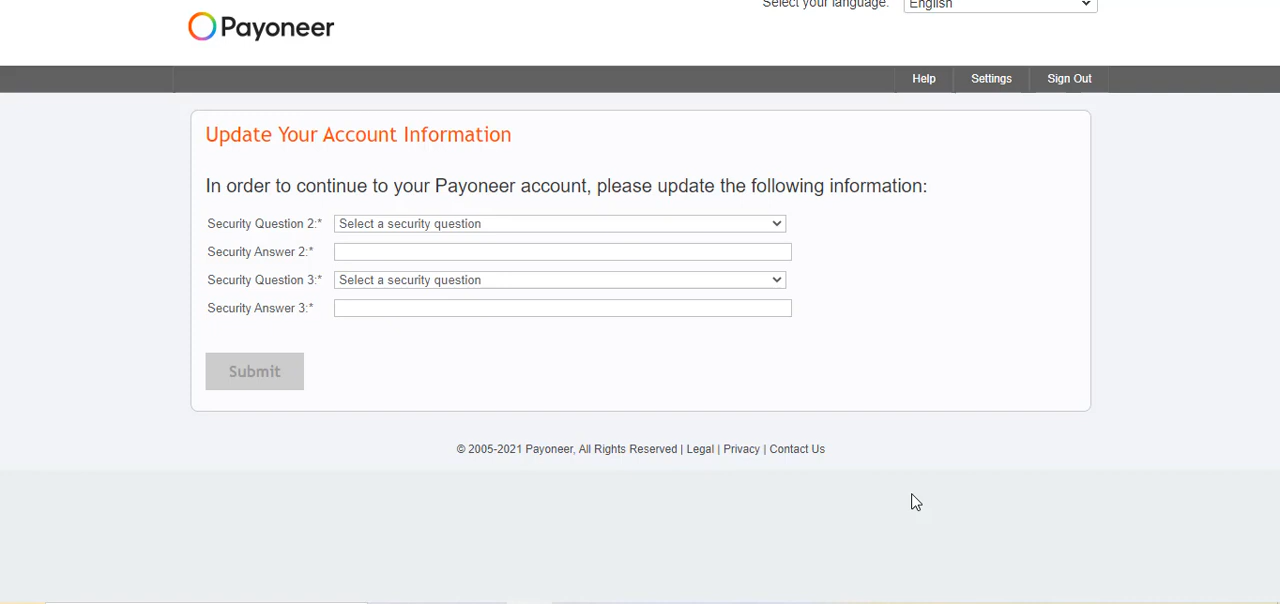 Select your language.
English
Payoneer
Help
Settings
Sign Out
Update Your Account Information
In order to continue to your Payoneer account, please update the following information:
Security Question 2:* Select a security question
Security Answer 2:*
Security Question 3:* Select a security question
Security Answer 3:*
Submit
© 2005-2021 Payoneer, All Rights Reserved | Legal | Privacy | Contact Us